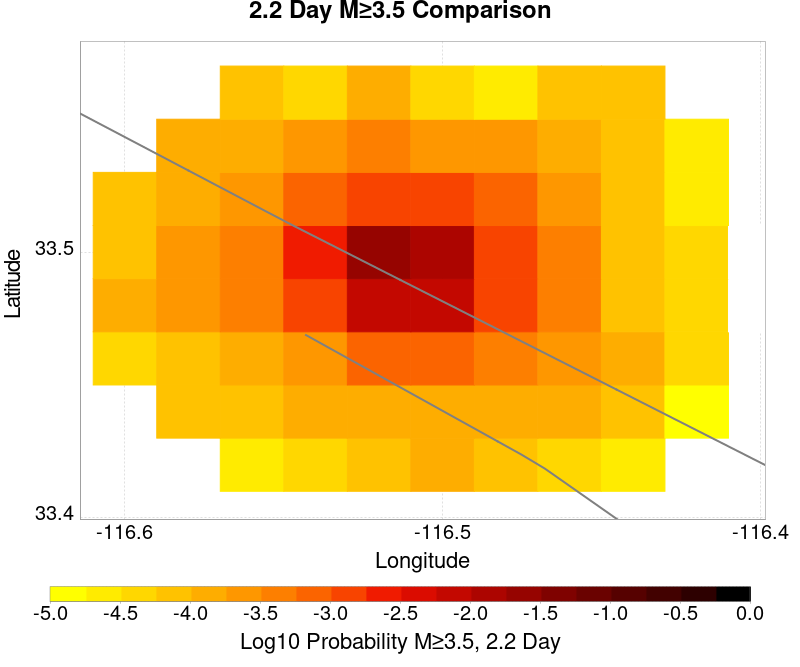 2.2 Day M≥3.5 Comparison
Latitude
33.5
33.4
-116.6 -116.5 -116.4
Longitude
-5.0 -4.5 -4.0 -3.5 -3.0 -2.5 -2.0 -1.5 -1.0 -0.5 0.0
Log10 Probability M≥3.5, 2.2 Day